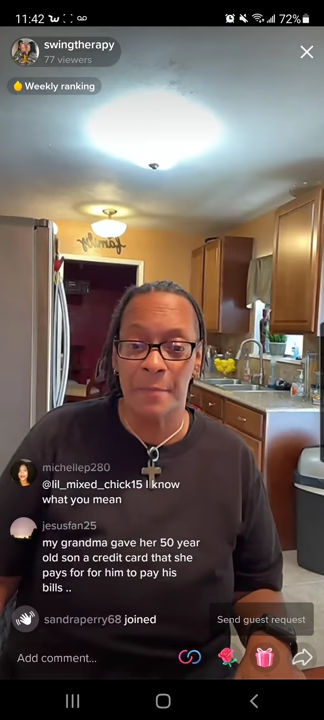 11:42
72%
swingtherapy
77 viewers
Weekly ranking
family
michellep280
@lil_mixed_chick15 I know
what you mean
jesusfan25
my grandma gave her 50 year
old son a credit card that she
pays for for him to pay his
bills ..
sandraperry68 joined
Send guest request
Add comment...